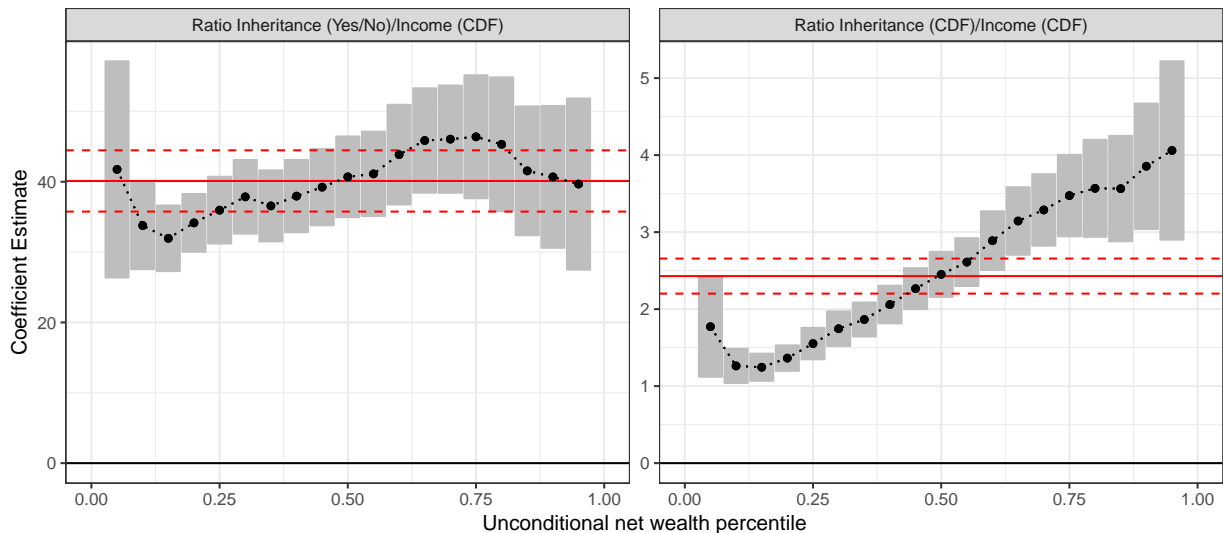 Ratio Inheritance (Yes/No)/Income (CDF)
Ratio Inheritance (CDF)/Income (CDF)
Coefficient Estimate
40
20
0
5
4
3
2
1
0
0.00 0.25 0.50 0.75 1.00
0.00 0.25 0.50 0.75 1.00
Unconditional net wealth percentile